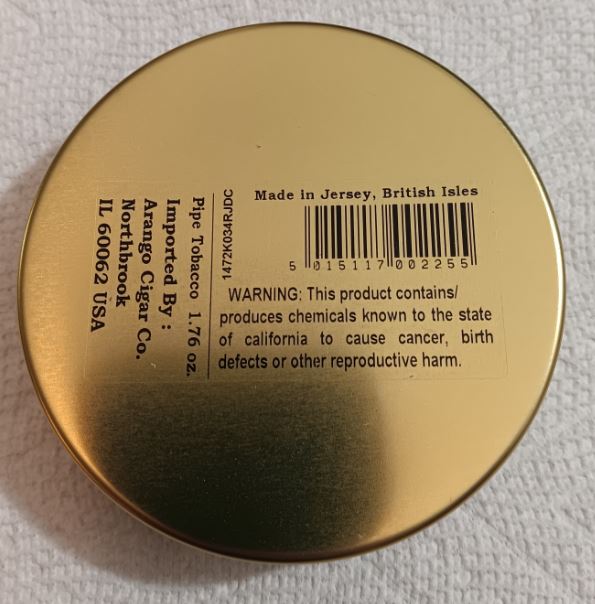 Pipe Tobacco 1.76 oz.
Imported By :
Arango Cigar Co.
Northbrook
IL 60062 USA
1472K034RJDC
Made in Jersey, British Isles
5 015117 002255
WARNING: This product contains/
produces chemicals known to the state
of california to cause cancer, birth
defects or other reproductive harm.